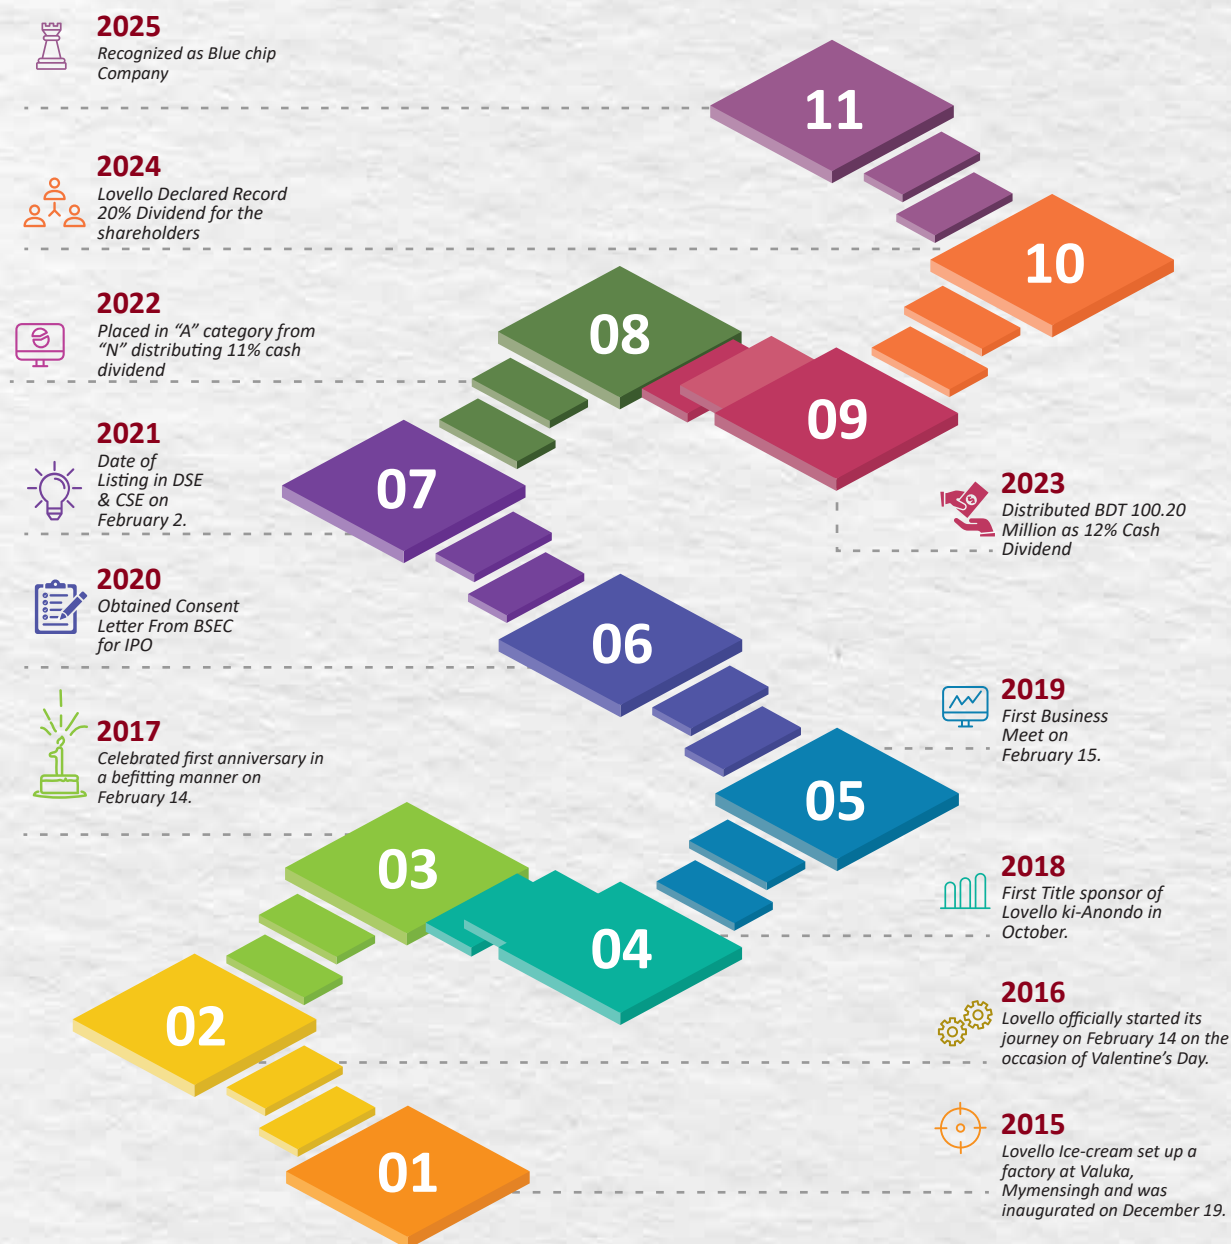 2025
Recognized as Blue chip
Company
11
2024
Lovello Declared Record
20% Dividend for the
shareholders
10
2022
Placed in “A” category from
“N” distributing 11% cash
dividend
08
09
2021
Date of
Listing in DSE
& CSE on
February 2.
07
2023
Distributed BDT 100.20
Million as 12% Cash
Dividend
2020
Obtained Consent
Letter From BSEC
for IPO
06
2019
First Business
Meet on
February 15.
2017
Celebrated first anniversary in
a befitting manner on
February 14.
05
03
2018
First Title sponsor of
Lovello ki-Anondo in
October.
04
2016
Lovello officially started its
journey on February 14 on the
occasion of Valentine’s Day.
02
2015
Lovello Ice-cream set up a
factory at Valuka,
Mymensingh and was
inaugurated on December 19.
01